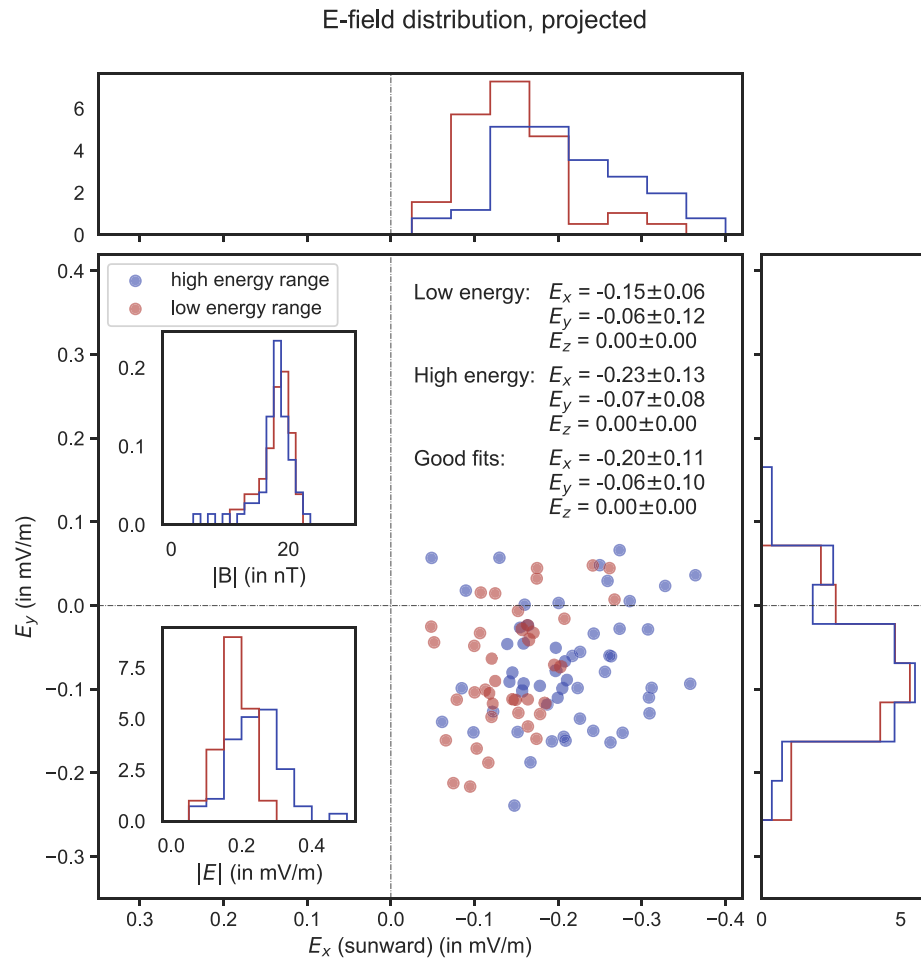 E-field distribution, projected
6
4
2
0
0.4
0.3
0.2
0.1
0.0
−0.1
−0.2
−0.3
E_y (in mV/m)
high energy range
low energy range
Low energy: E_x = -0.15±0.06
E_y = -0.06±0.12
E_z = 0.00±0.00
High energy: E_x = -0.23±0.13
E_y = -0.07±0.08
E_z = 0.00±0.00
Good fits: E_x = -0.20±0.11
E_y = -0.06±0.10
E_z = 0.00±0.00
0.2
0.1
0.0
0 20
|B| (in nT)
7.5
5.0
2.5
0.0
0.0 0.2 0.4
|E| (in mV/m)
0.3 0.2 0.1 0.0 −0.1 −0.2 −0.3 −0.4
E_x (sunward) (in mV/m)
0 5